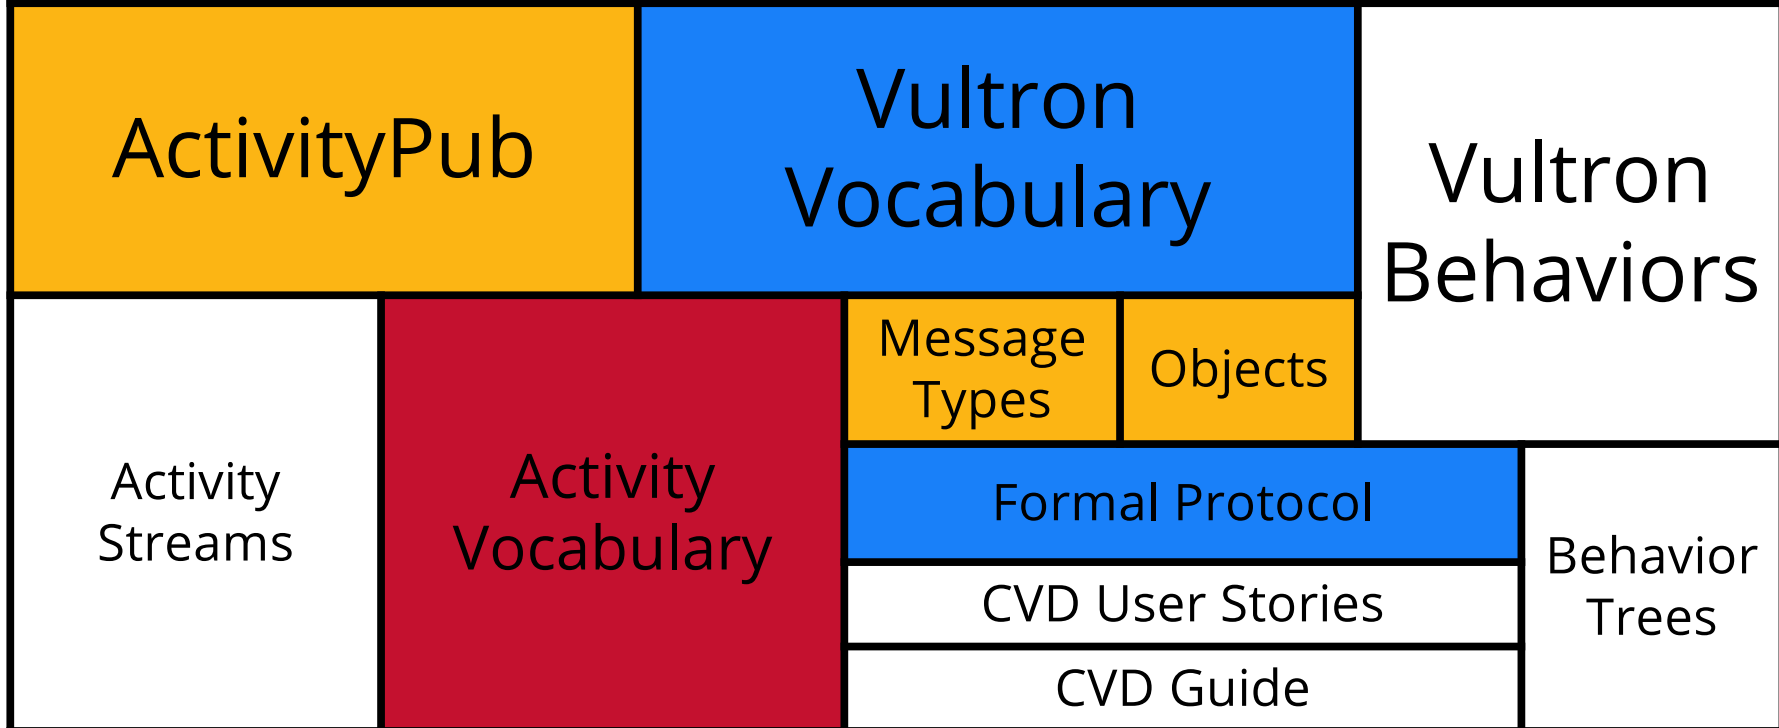 ActivityPub
Vultron
Vocabulary
Vultron
Behaviors
Message
Types
Objects
Activity
Streams
Activity
Vocabulary
Formal Protocol
CVD User Stories
CVD Guide
Behavior
Trees